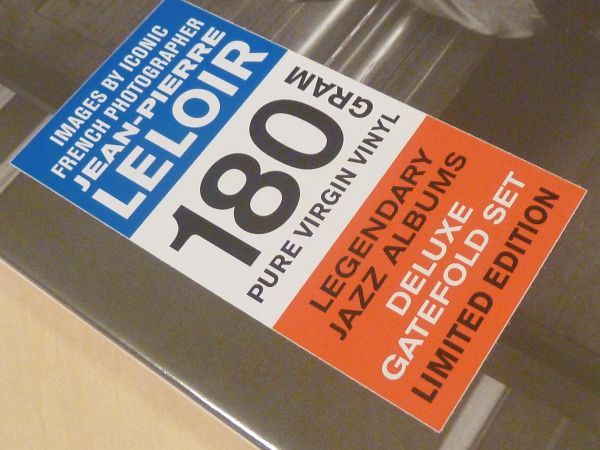 IMAGES BY ICONIC
FRENCH PHOTOGRAPHER
JEAN-PIERRE
LELOIR
180
GRAM
PURE VIRGIN VINYL
LEGENDARY
JAZZ ALBUMS
DELUXE
GATEFOLD SET
LIMITED EDITION